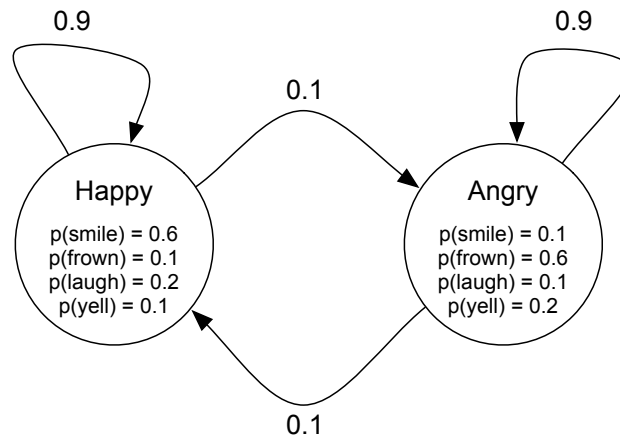 0.9
0.9
0.1
Happy
p(smile) = 0.6
p(frown) = 0.1
p(laugh) = 0.2
p(yell) = 0.1
Angry
p(smile) = 0.1
p(frown) = 0.6
p(laugh) = 0.1
p(yell) = 0.2
0.1